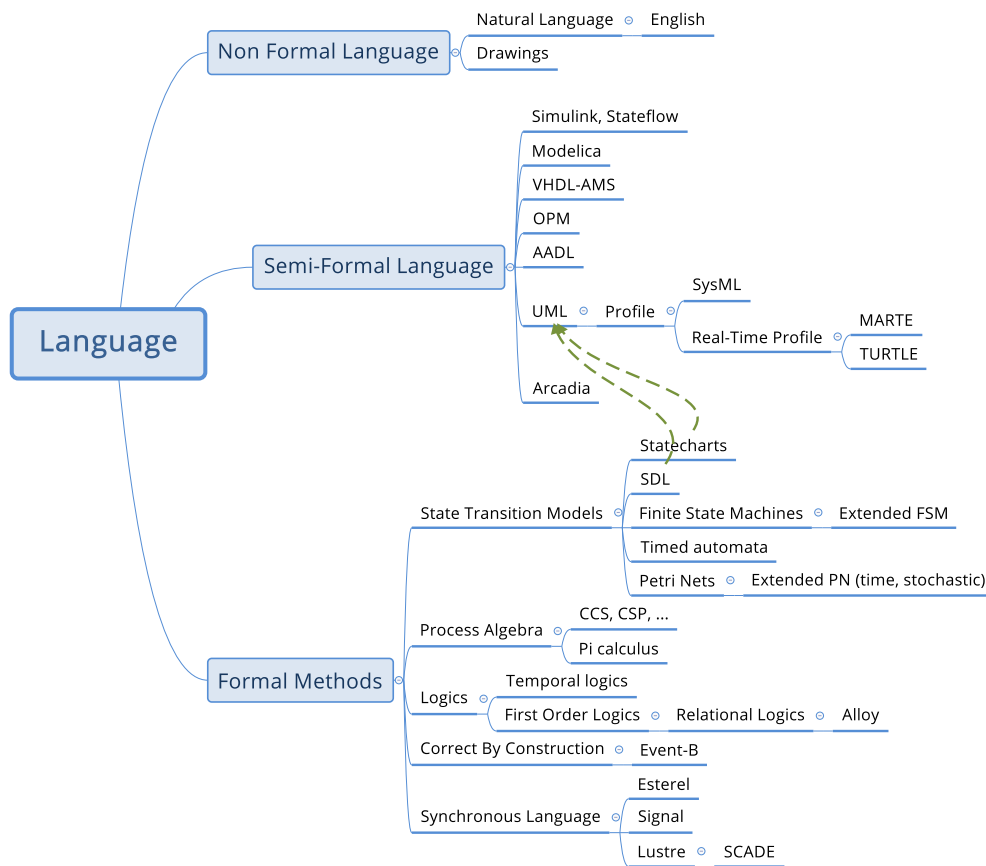 Language
Non Formal Language
Natural Language
English
Drawings
Semi-Formal Language
Simulink, Stateflow
Modelica
VHDL-AMS
OPM
AADL
UML
Profile
SysML
Real-Time Profile
MARTE
TURTLE
Arcadia
Formal Methods
State Transition Models
Statecharts
SDL
Finite State Machines
Extended FSM
Timed automata
Petri Nets
Extended PN (time, stochastic)
Process Algebra
CCS, CSP, ...
Pi calculus
Logics
Temporal logics
First Order Logics
Relational Logics
Alloy
Correct By Construction
Event-B
Synchronous Language
Esterel
Signal
Lustre
SCADE